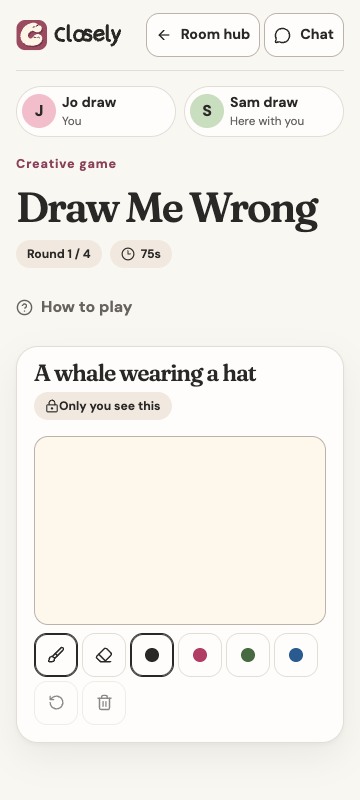 Closely
Room hub
Chat
J
Jo draw
You
S
Sam draw
Here with you
Creative game
Draw Me Wrong
Round 1 / 4
75s
How to play
A whale wearing a hat
Only you see this